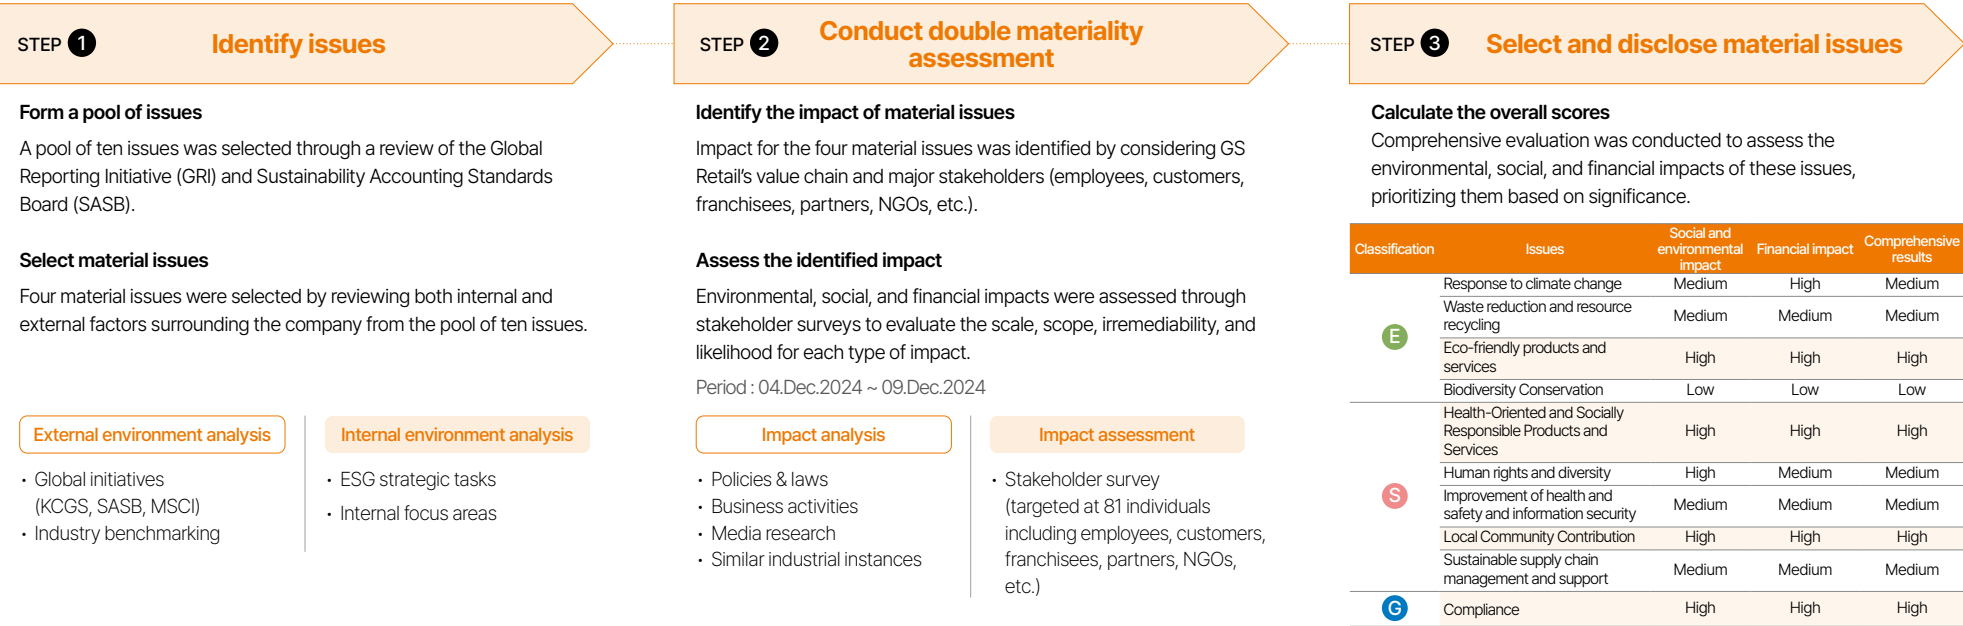 STEP 1 Identify issues
Form a pool of issues
A pool of ten issues was selected through a review of the Global
Reporting Initiative (GRI) and Sustainability Accounting Standards
Board (SASB).
Select material issues
Four material issues were selected by reviewing both internal and
external factors surrounding the company from the pool of ten issues.
External environment analysis
• Global initiatives
(KCGS, SASB, MSCI)
• Industry benchmarking
Internal environment analysis
• ESG strategic tasks
• Internal focus areas
STEP 2 Conduct double materiality
assessment
Identify the impact of material issues
Impact for the four material issues was identified by considering GS
Retail's value chain and major stakeholders (employees, customers,
franchisees, partners, NGOs, etc.).
Assess the identified impact
Environmental, social, and financial impacts were assessed through
stakeholder surveys to evaluate the scale, scope, irremediability, and
likelihood for each type of impact.
Period : 04.Dec.2024 ~ 09.Dec.2024
Impact analysis
• Policies & laws
• Business activities
• Media research
• Similar industrial instances
Impact assessment
• Stakeholder survey
(targeted at 81 individuals
including employees, customers,
franchisees, partners, NGOs,
etc.)
STEP 3 Select and disclose material issues
Calculate the overall scores
Comprehensive evaluation was conducted to assess the
environmental, social, and financial impacts of these issues,
prioritizing them based on significance.
Classification
Issues
Social and
environmental
impact
Financial impact
Comprehensive
results
E
Response to climate change Medium High Medium
Waste reduction and resource
recycling
Medium Medium Medium
Eco-friendly products and
services
High High High
Biodiversity Conservation Low Low Low
S
Health-Oriented and Socially
Responsible Products and
Services
High High High
Human rights and diversity High Medium Medium
Improvement of health and
safety and information security
Medium Medium Medium
Local Community Contribution High High High
Sustainable supply chain
management and support
Medium Medium Medium
G
Compliance High High High